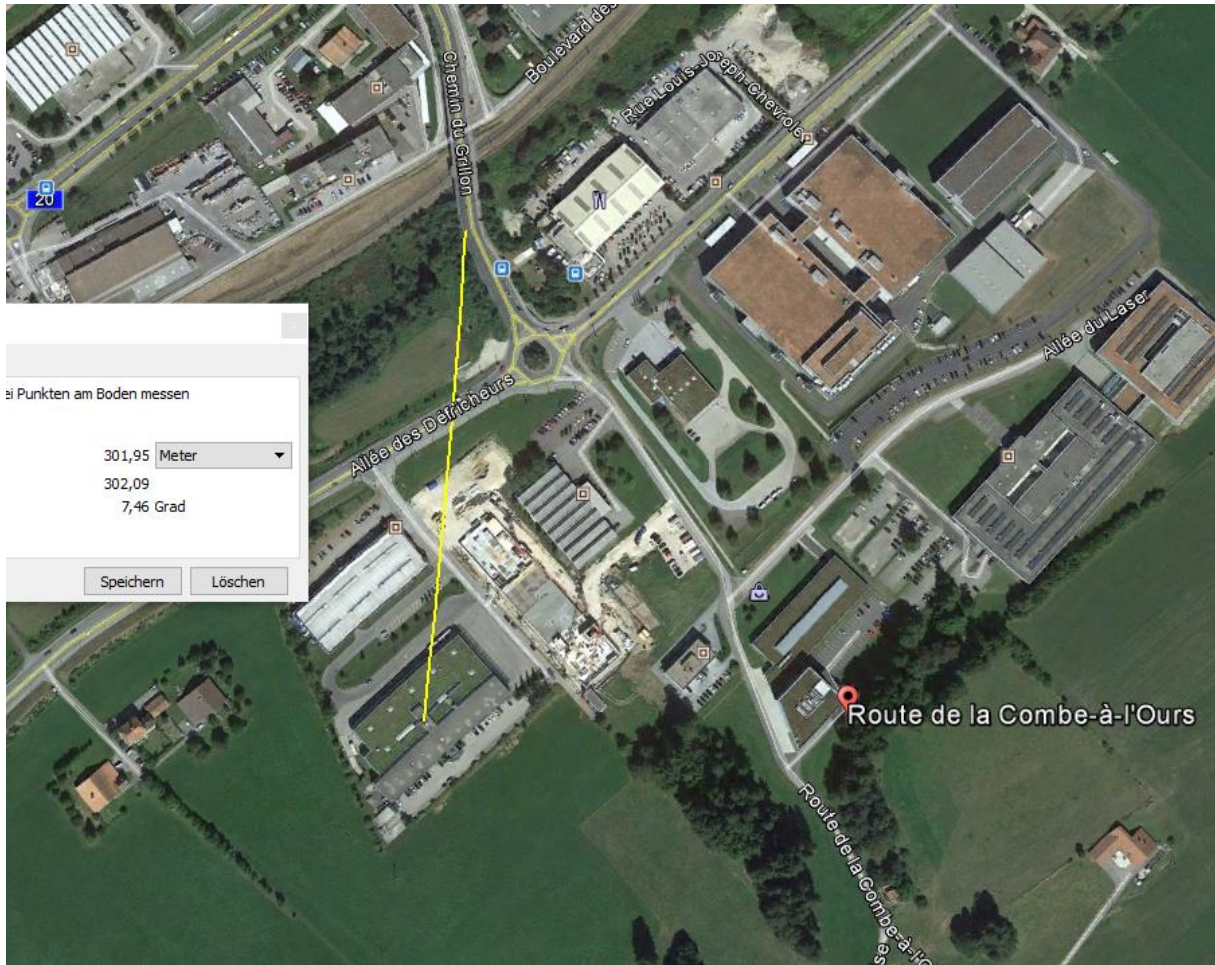 Boulevard des
Chemin du Grillon
Rue Louis-Joseph-Chevrole
20
Allée du Laser
ei Punkten am Boden messen
Allée des Défricheurs
301,95 Meter
302,09
7,46 Grad
Speichern Löschen
Route de la Combe-à-l'Ours
Route de la Combe-à-l'O
se